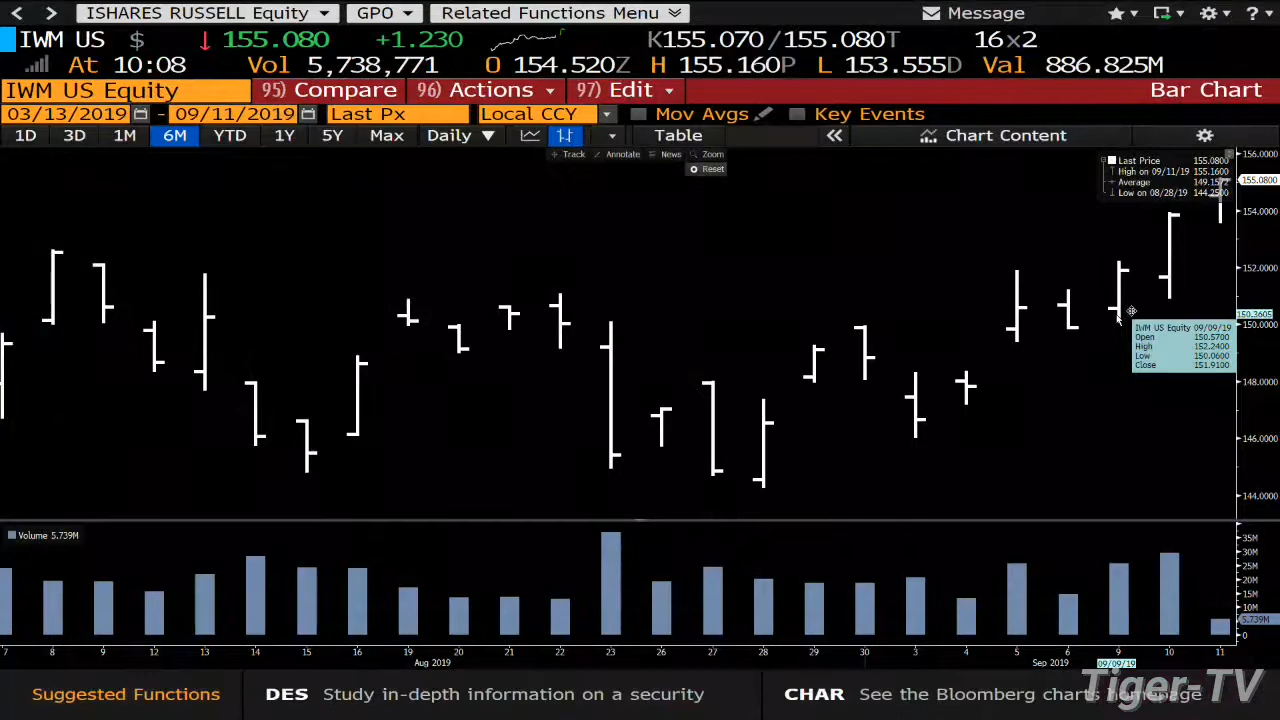 ISHARES RUSSELL Equity GPO Related Functions Menu Message
IWM US $ 155.080 +1.230 K155.070/155.080T 16x2
At 10:08 Vol 5,738,771 O 154.520Z H 155.160P L 153.555D Val 886.825M
IWM US Equity 95) Compare 96) Actions 97) Edit Bar Chart
03/13/2019 - 09/11/2019 Last Px Local CCY Mov Avgs Key Events
1D 3D 1M 6M YTD 1Y 5Y Max Daily Table Chart Content
Track Annotate News Zoom
Reset
Last Price 155.0800
High on 09/11/19 155.1600
Average
Low on 08/28/19 144.2500
156.0000
155.0800
154.0000
152.0000
150.3605
150.0000
148.0000
146.0000
144.0000
IWM US Equity 09/09/19
Open 150.5700
High 152.2400
Low 150.0600
Close 151.9100
Volume 5.739M
35M
30M
25M
20M
15M
10M
5.739M
0
7 8 9 12 13 14 15 16 19 20 21 22 23 26 27 28 29 30 3 4 5 6 9 10 11
Aug 2019 Sep 2019 09/09/19
Suggested Functions DES Study in-depth information on a security CHAR See the Bloomberg charts homepage
Tiger-TV